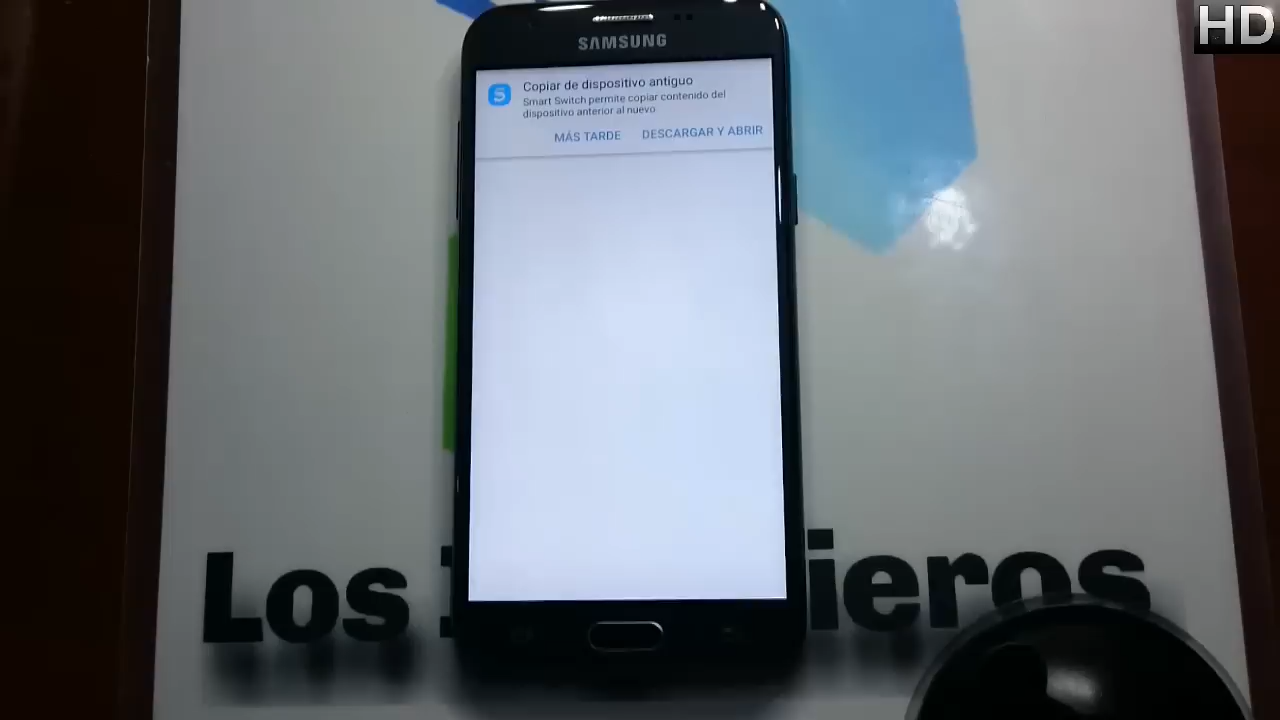 HD
SAMSUNG
Copiar de dispositivo antiguo
Smart Switch permite copiar contenido del
dispositivo anterior al nuevo
MÁS TARDE DESCARGAR Y ABRIR
Los